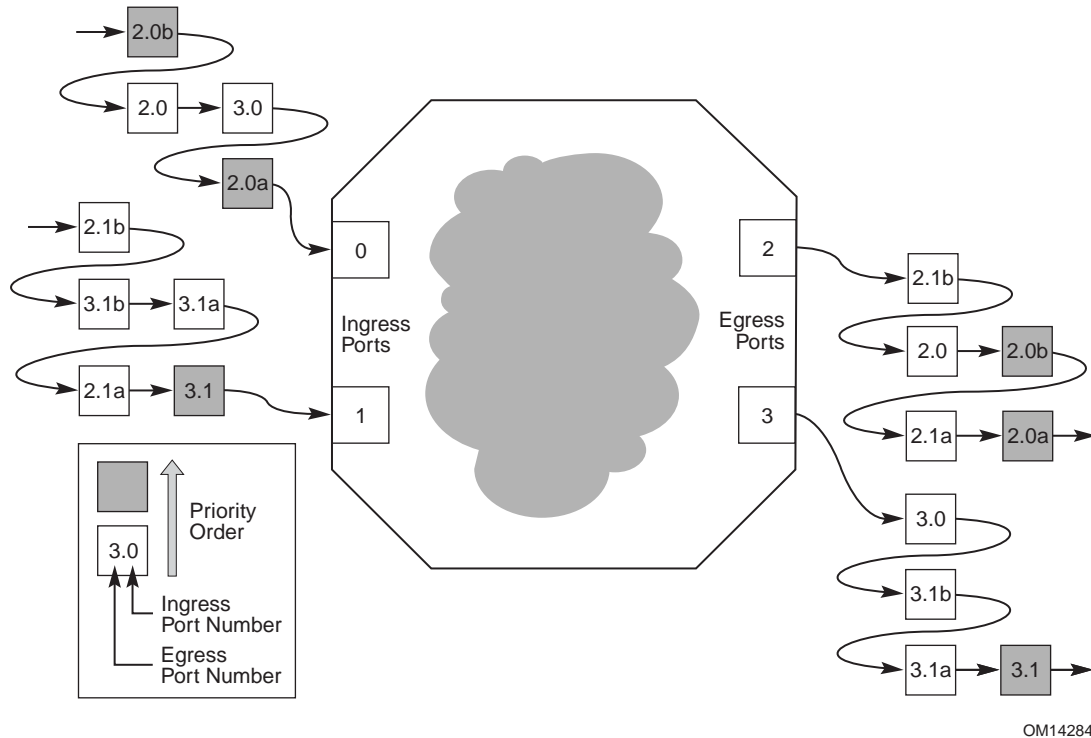 2.0b
2.0
3.0
2.0a
2.1b
3.1b
3.1a
2.1a
3.1
0
Ingress
Ports
1
2
Egress
Ports
3
2.1b
2.0
2.0b
2.1a
2.0a
3.0
3.1b
3.1a
3.1
Priority
Order
3.0
Ingress
Port Number
Egress
Port Number
OM14284